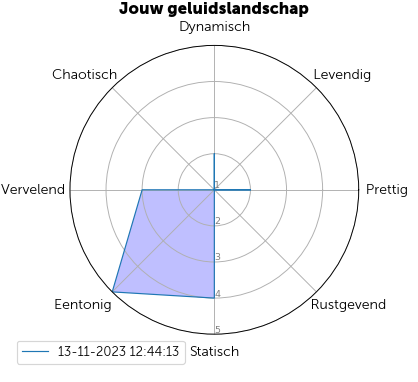 Jouw geluidslandschap
Dynamisch
Chaotisch
Levendig
Vervelend
1
Prettig
2
3
4
Eentonig
Rustgevend
5
13-11-2023 12:44:13
Statisch